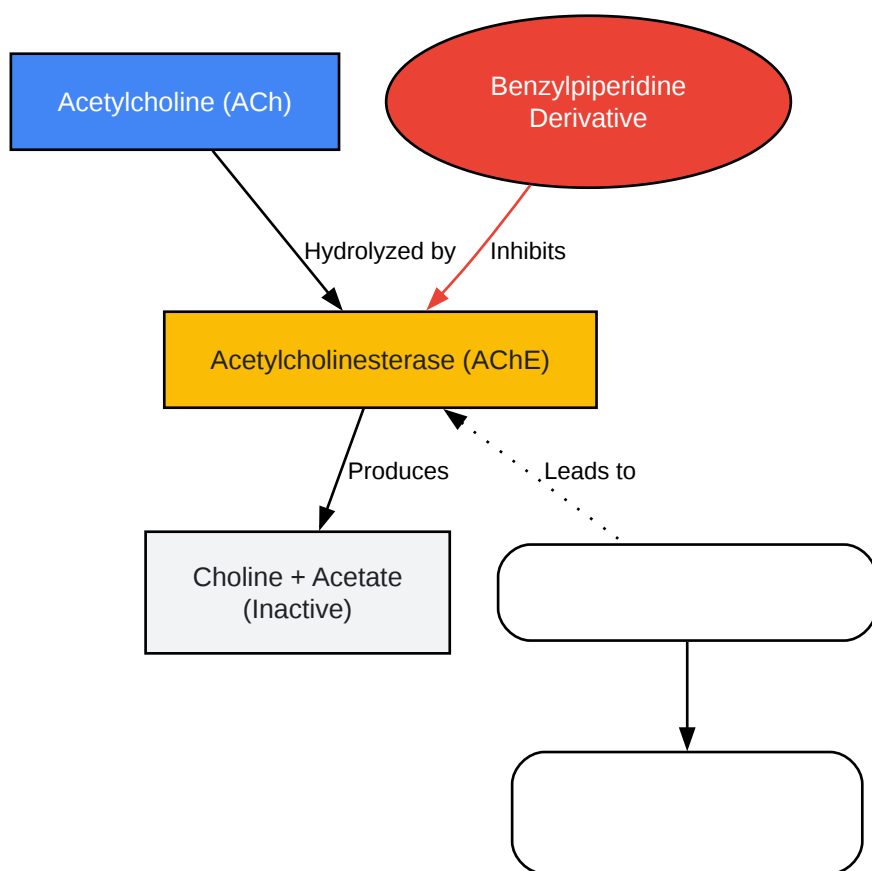 Acetylcholine (ACh)
Benzylpiperidine
Derivative
Hydrolyzed by
Inhibits
Acetylcholinesterase (AChE)
Produces
Leads to
Choline + Acetate
(Inactive)